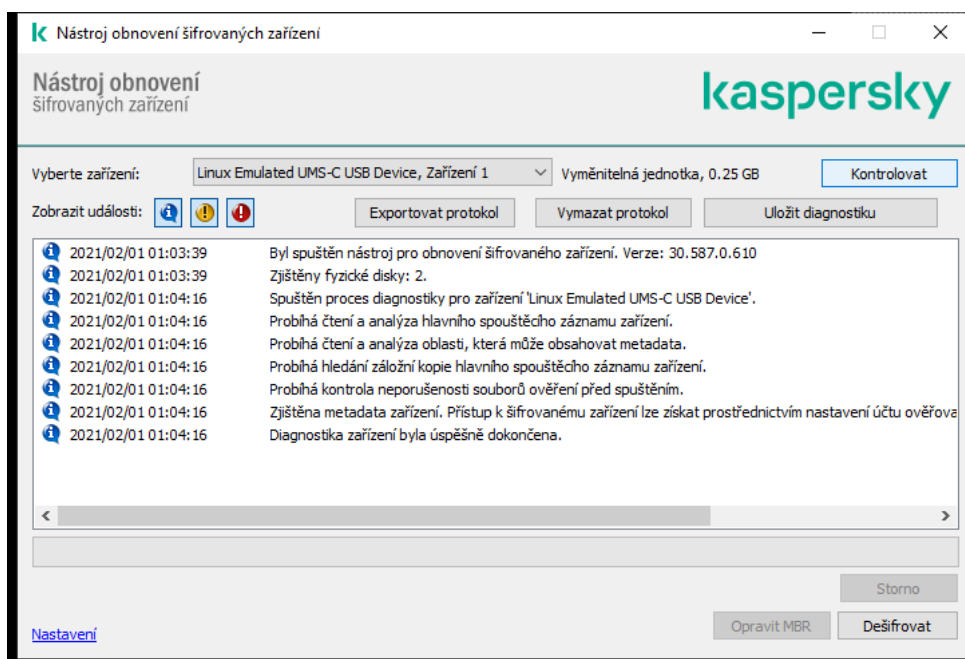 Nástroj obnovení šifrovaných zařízení
Nástroj obnovení
šifrovaných zařízení
kaspersky
Vyberte zařízení: Linux Emulated UMS-C USB Device, Zařízení 1 Vyměnitelná jednotka, 0.25 GB Kontrolovat
Zobrazit události: Exportovat protokol Vymazat protokol Uložit diagnostiku
2021/02/01 01:03:39 Byl spuštěn nástroj pro obnovení šifrovaného zařízení. Verze: 30.587.0.610
2021/02/01 01:03:39 Zjištěny fyzické disky: 2.
2021/02/01 01:04:16 Spuštěn proces diagnostiky pro zařízení 'Linux Emulated UMS-C USB Device'.
2021/02/01 01:04:16 Probíhá čtení a analýza hlavního spouštěcího záznamu zařízení.
2021/02/01 01:04:16 Probíhá čtení a analýza oblasti, která může obsahovat metadata.
2021/02/01 01:04:16 Probíhá hledání záložní kopie hlavního spouštěcího záznamu zařízení.
2021/02/01 01:04:16 Probíhá kontrola neporušenosti souborů ověření před spuštěním.
2021/02/01 01:04:16 Zjištěna metadata zařízení. Přístup k šifrovanému zařízení lze získat prostřednictvím nastavení účtu ověřova
2021/02/01 01:04:16 Diagnostika zařízení byla úspěšně dokončena.
Storno
Nastavení Opravit MBR Dešifrovat